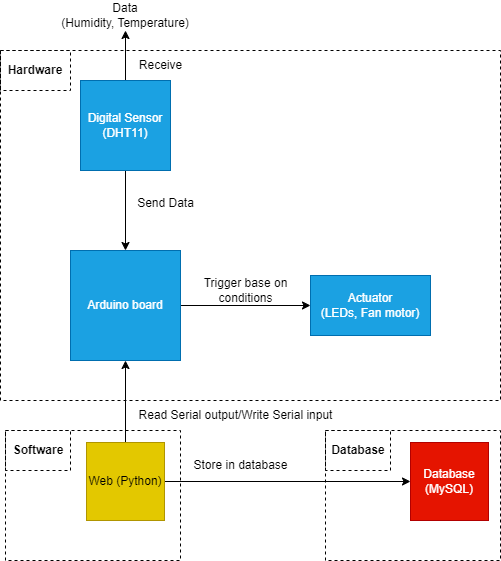 Data
(Humidity, Temperature)
Receive
Hardware
Digital Sensor
(DHT11)
Send Data
Arduino board
Trigger base on
conditions
Actuator
(LEDs, Fan motor)
Read Serial output/Write Serial input
Software
Web (Python)
Store in database
Database
Database
(MySQL)